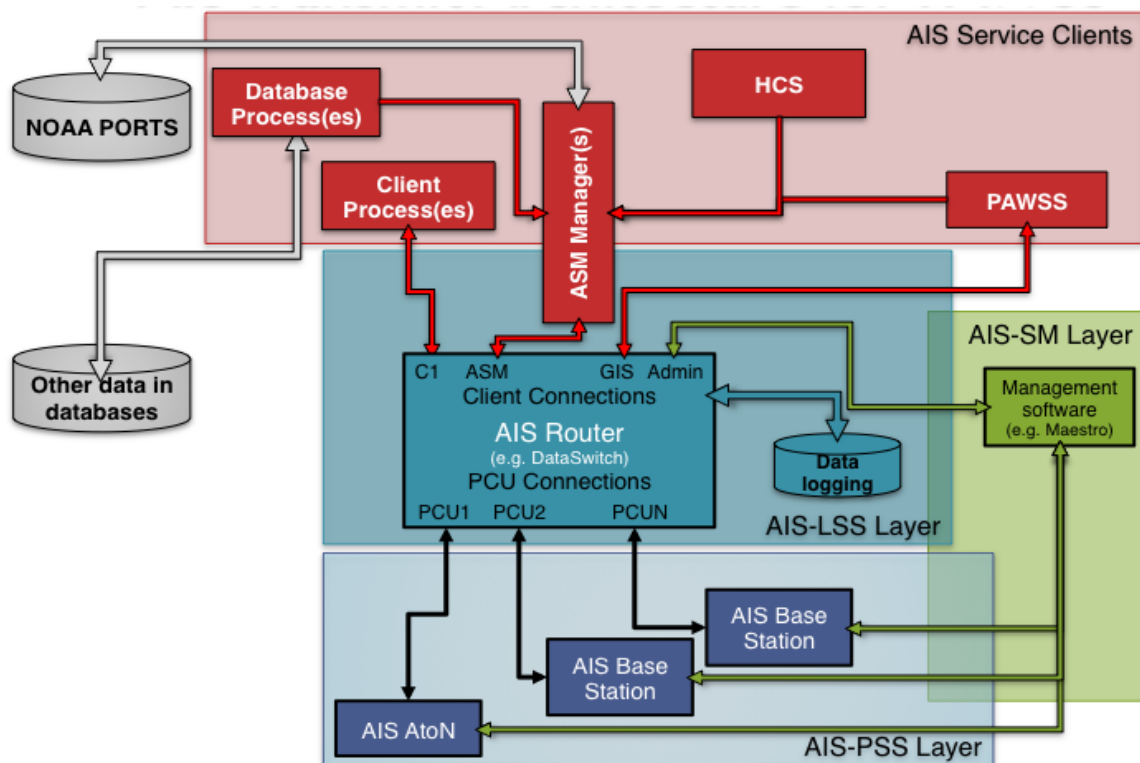 AIS Service Clients
Database
Process(es)
HCS
NOAA PORTS
ASM Manager(s)
Client
Process(es)
PAWSS
AIS-SM Layer
Other data in
databases
C1 ASM GIS Admin
Client Connections
Management
software
(e.g. Maestro)
AIS Router
(e.g. DataSwitch)
PCU Connections
Data
logging
PCU1 PCU2 PCUN
AIS-LSS Layer
AIS Base
Station
AIS Base
Station
AIS AtoN
AIS-PSS Layer